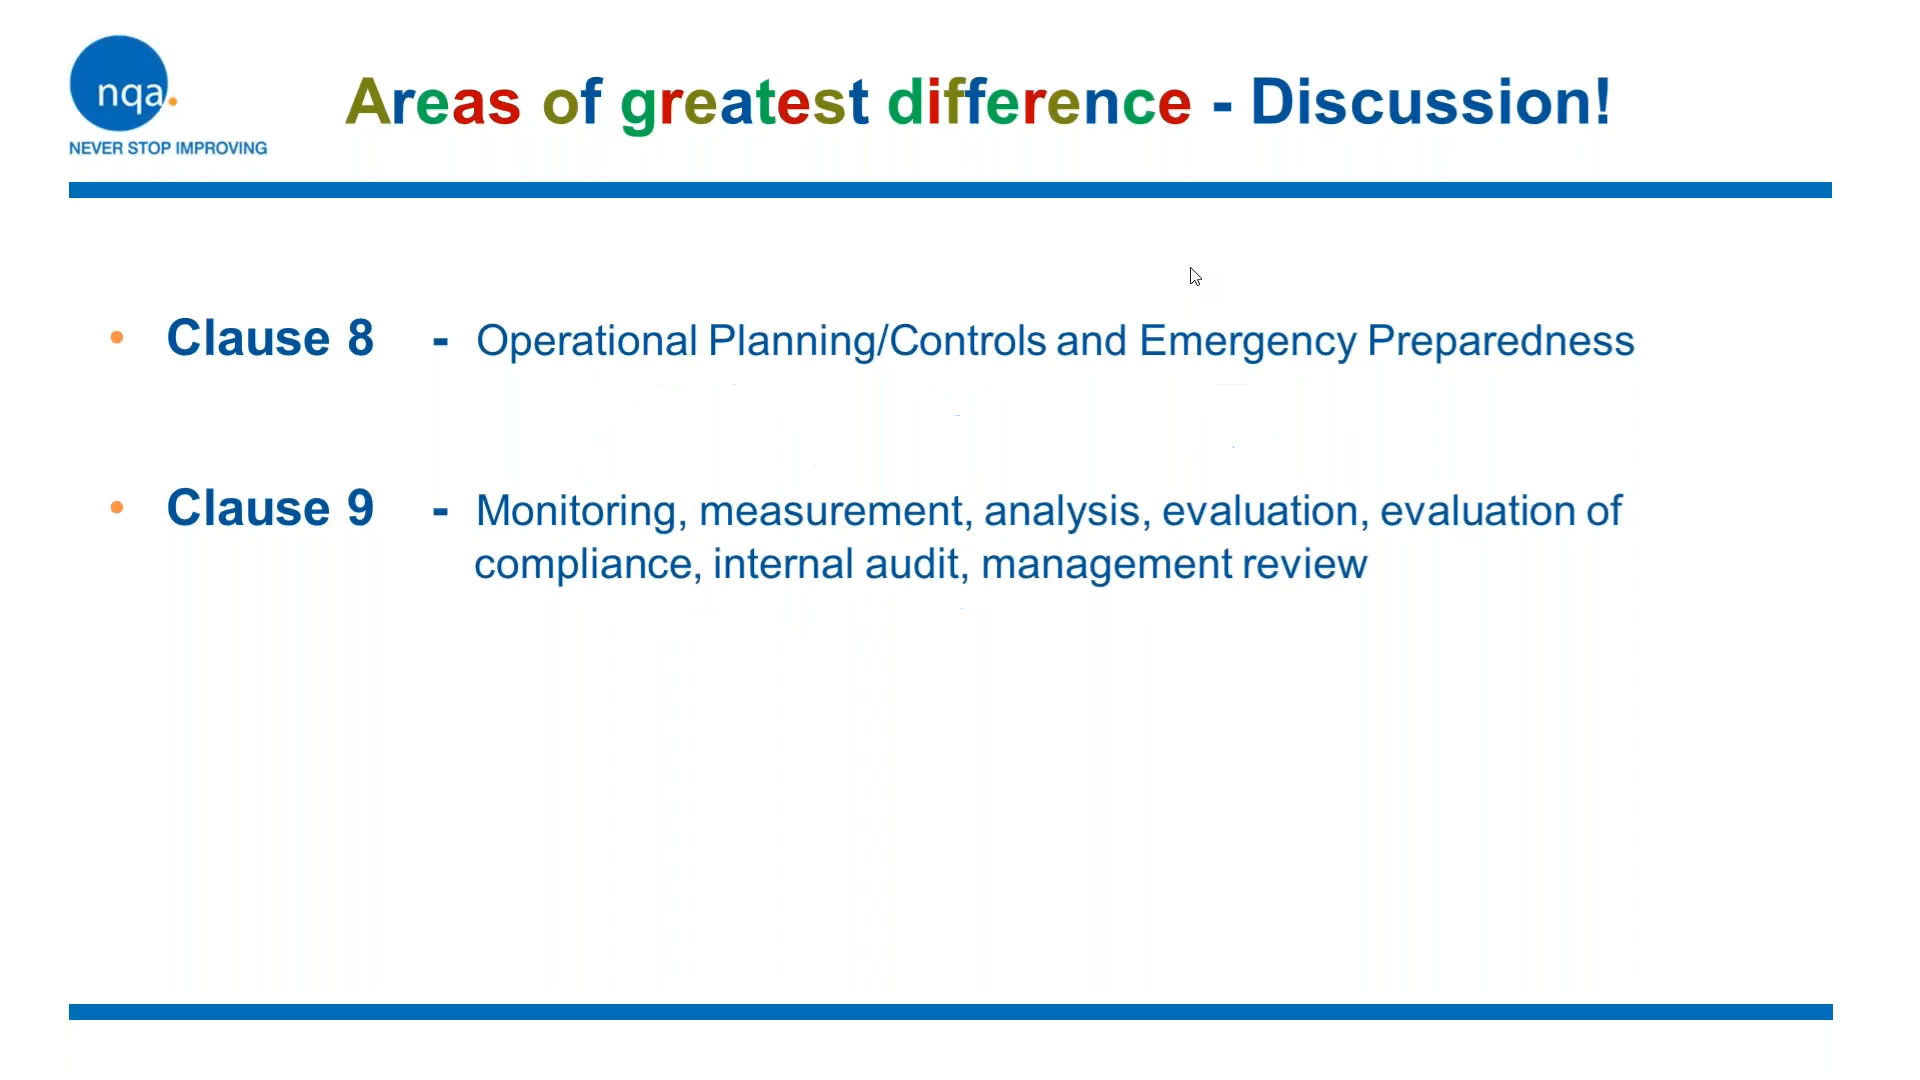 nqa.
NEVER STOP IMPROVING
Areas of greatest difference - Discussion!
• Clause 8 - Operational Planning/Controls and Emergency Preparedness
• Clause 9 - Monitoring, measurement, analysis, evaluation, evaluation of
compliance, internal audit, management review